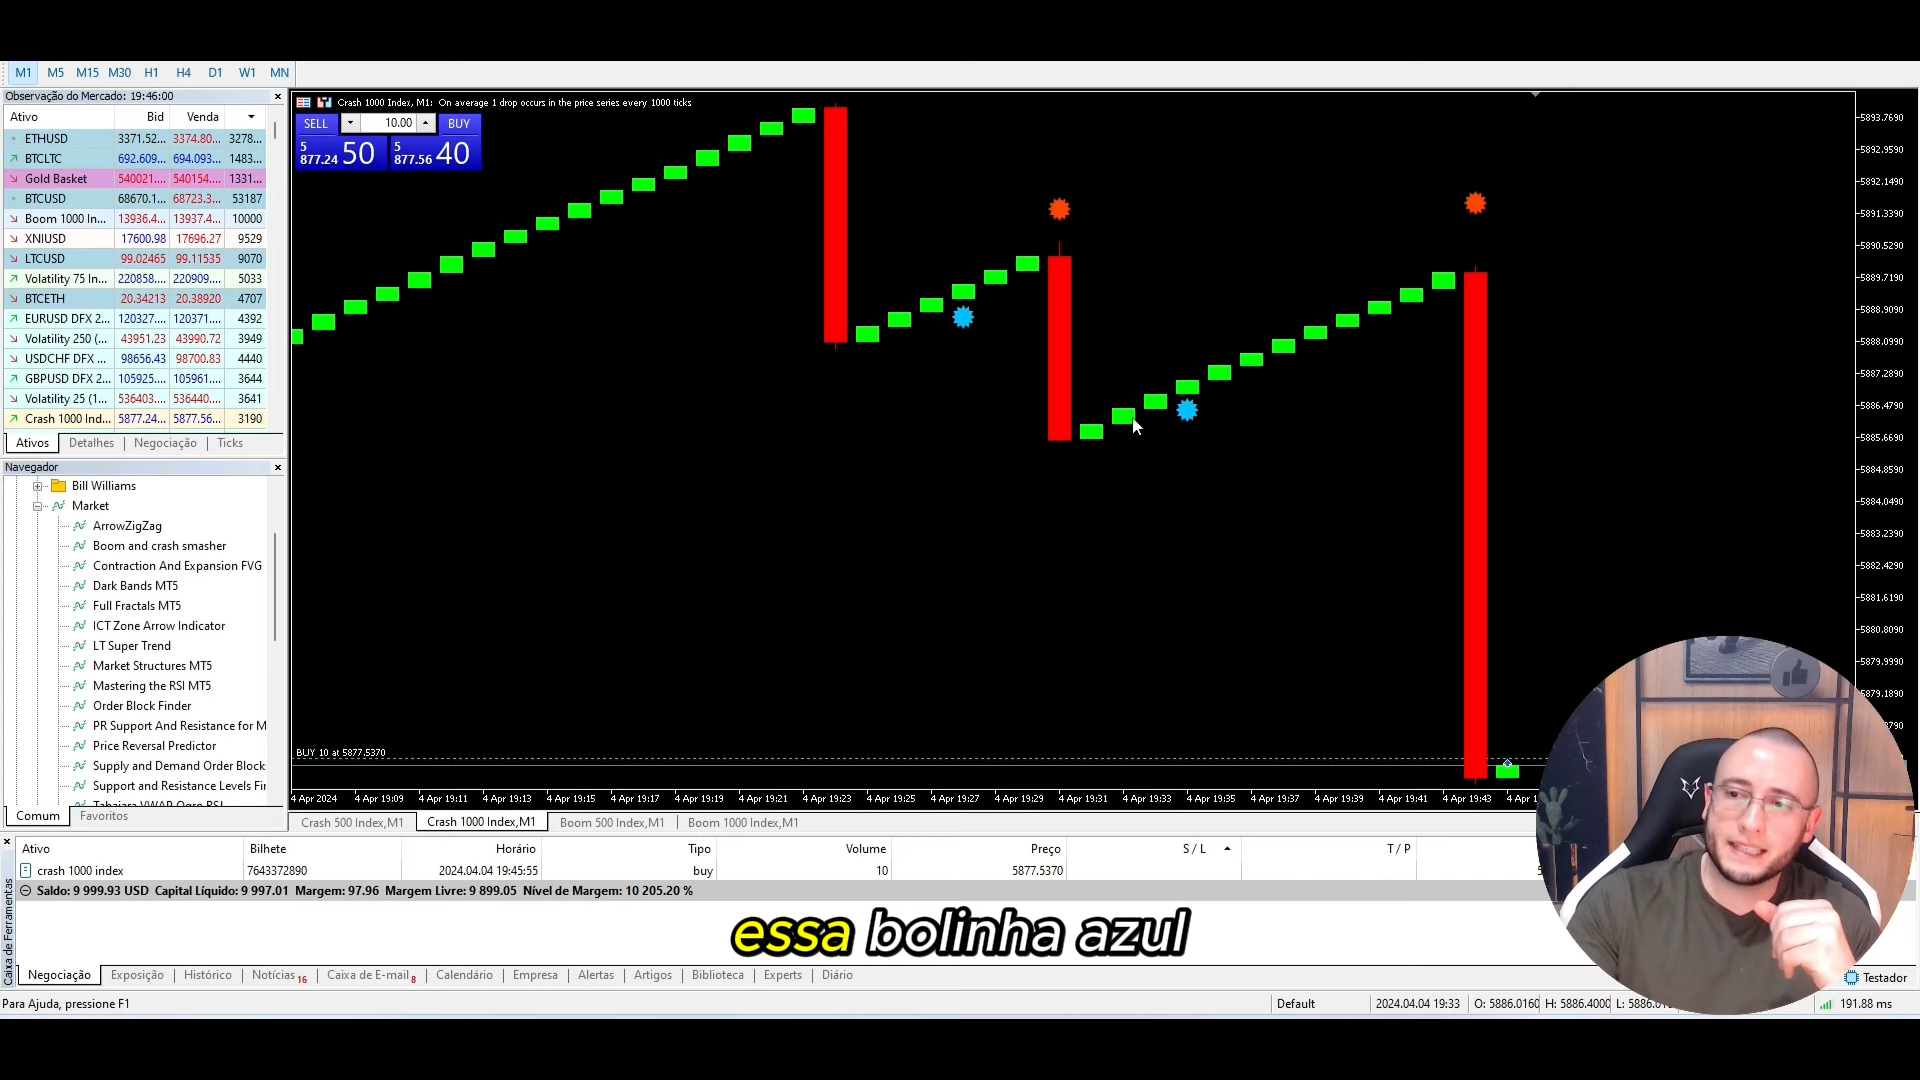 M1 M5 M15 M30 H1 H4 D1 W1 MN
Observação do Mercado: 19:46:00
Ativo Bid Venda
ETHUSD 3371.52... 3374.80... 3278...
BTCLTC 692.609... 694.093... 1483...
Gold Basket 540021.... 540154.... 1331...
BTCUSD 68670.1... 68723.3... 53187
Boom 1000 In... 13936.4... 13937.4... 10000
XNIUSD 17600.98 17696.27 9529
LTCUSD 99.02465 99.11535 9070
Volatility 75 In... 220858.... 220909.... 5033
BTCETH 20.34213 20.38920 4707
EURUSD DFX 2... 120327.... 120371.... 4392
Volatility 250 (... 43951.23 43990.72 3949
USDCHF DFX ... 98656.43 98700.83 4440
GBPUSD DFX 2... 105925.... 105961.... 3644
Volatility 25 (1... 536403.... 536440.... 3641
Crash 1000 Ind... 5877.24... 5877.56... 3190
Ativos Detalhes Negociação Ticks
Navegador
Bill Williams
Market
ArrowZigZag
Boom and crash smasher
Contraction And Expansion FVG
Dark Bands MT5
Full Fractals MT5
ICT Zone Arrow Indicator
LT Super Trend
Market Structures MT5
Mastering the RSI MT5
Order Block Finder
PR Support And Resistance for M
Price Reversal Predictor
Supply and Demand Order Block
Support and Resistance Levels Fi
Comum Favoritos
Crash 1000 Index, M1: On average 1 drop occurs in the price series every 1000 ticks
SELL 10.00 BUY
5 877.24 50 5 877.56 40
5893.7690
5892.9590
5892.1490
5891.3390
5890.5290
5889.7190
5888.9090
5888.0990
5887.2890
5886.4790
5885.6690
5884.8590
5884.0490
5883.2390
5882.4290
5881.6190
5880.8090
5879.9990
5879.1890
BUY 10 at 5877.5370
4 Apr 2024 4 Apr 19:09 4 Apr 19:11 4 Apr 19:13 4 Apr 19:15 4 Apr 19:17 4 Apr 19:19 4 Apr 19:21 4 Apr 19:23 4 Apr 19:25 4 Apr 19:27 4 Apr 19:29 4 Apr 19:31 4 Apr 19:33 4 Apr 19:35 4 Apr 19:37 4 Apr 19:39 4 Apr 19:41 4 Apr 19:43
Crash 500 Index,M1 Crash 1000 Index,M1 Boom 500 Index,M1 Boom 1000 Index,M1
Ativo Bilhete Horário Tipo Volume Preço S / L T / P
crash 1000 index 7643372890 2024.04.04 19:45:55 buy 10 5877.5370
Saldo: 9 999.93 USD Capital Líquido: 9 997.01 Margem: 97.96 Margem Livre: 9 899.05 Nível de Margem: 10 205.20 %
Caixa de Ferramentas
essa bolinha azul
Negociação Exposição Histórico Notícias 16 Caixa de E-mail 8 Calendário Empresa Alertas Artigos Biblioteca Experts Diário
Testador
Para Ajuda, pressione F1 Default 2024.04.04 19:33 O: 5886.0160 H: 5886.4000 191.88 ms